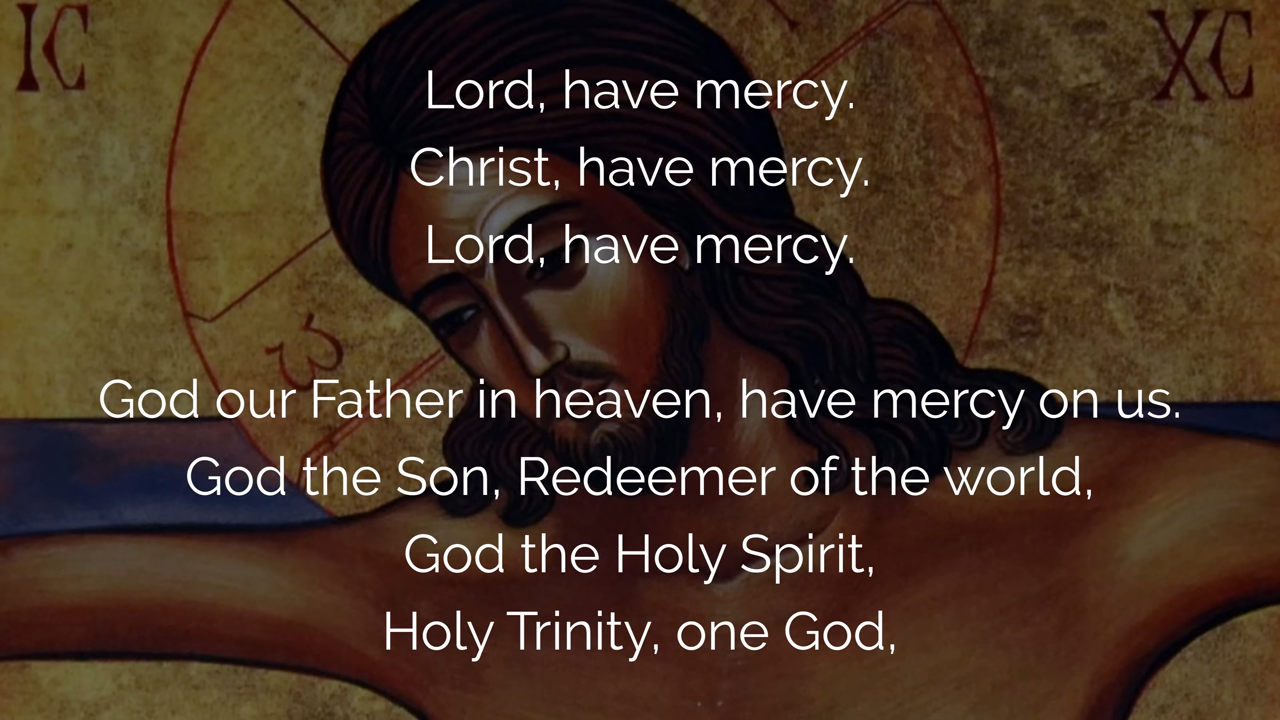 IC XC
Lord, have mercy.
Christ, have mercy.
Lord, have mercy.
ω
God our Father in heaven, have mercy on us.
God the Son, Redeemer of the world,
God the Holy Spirit,
Holy Trinity, one God,